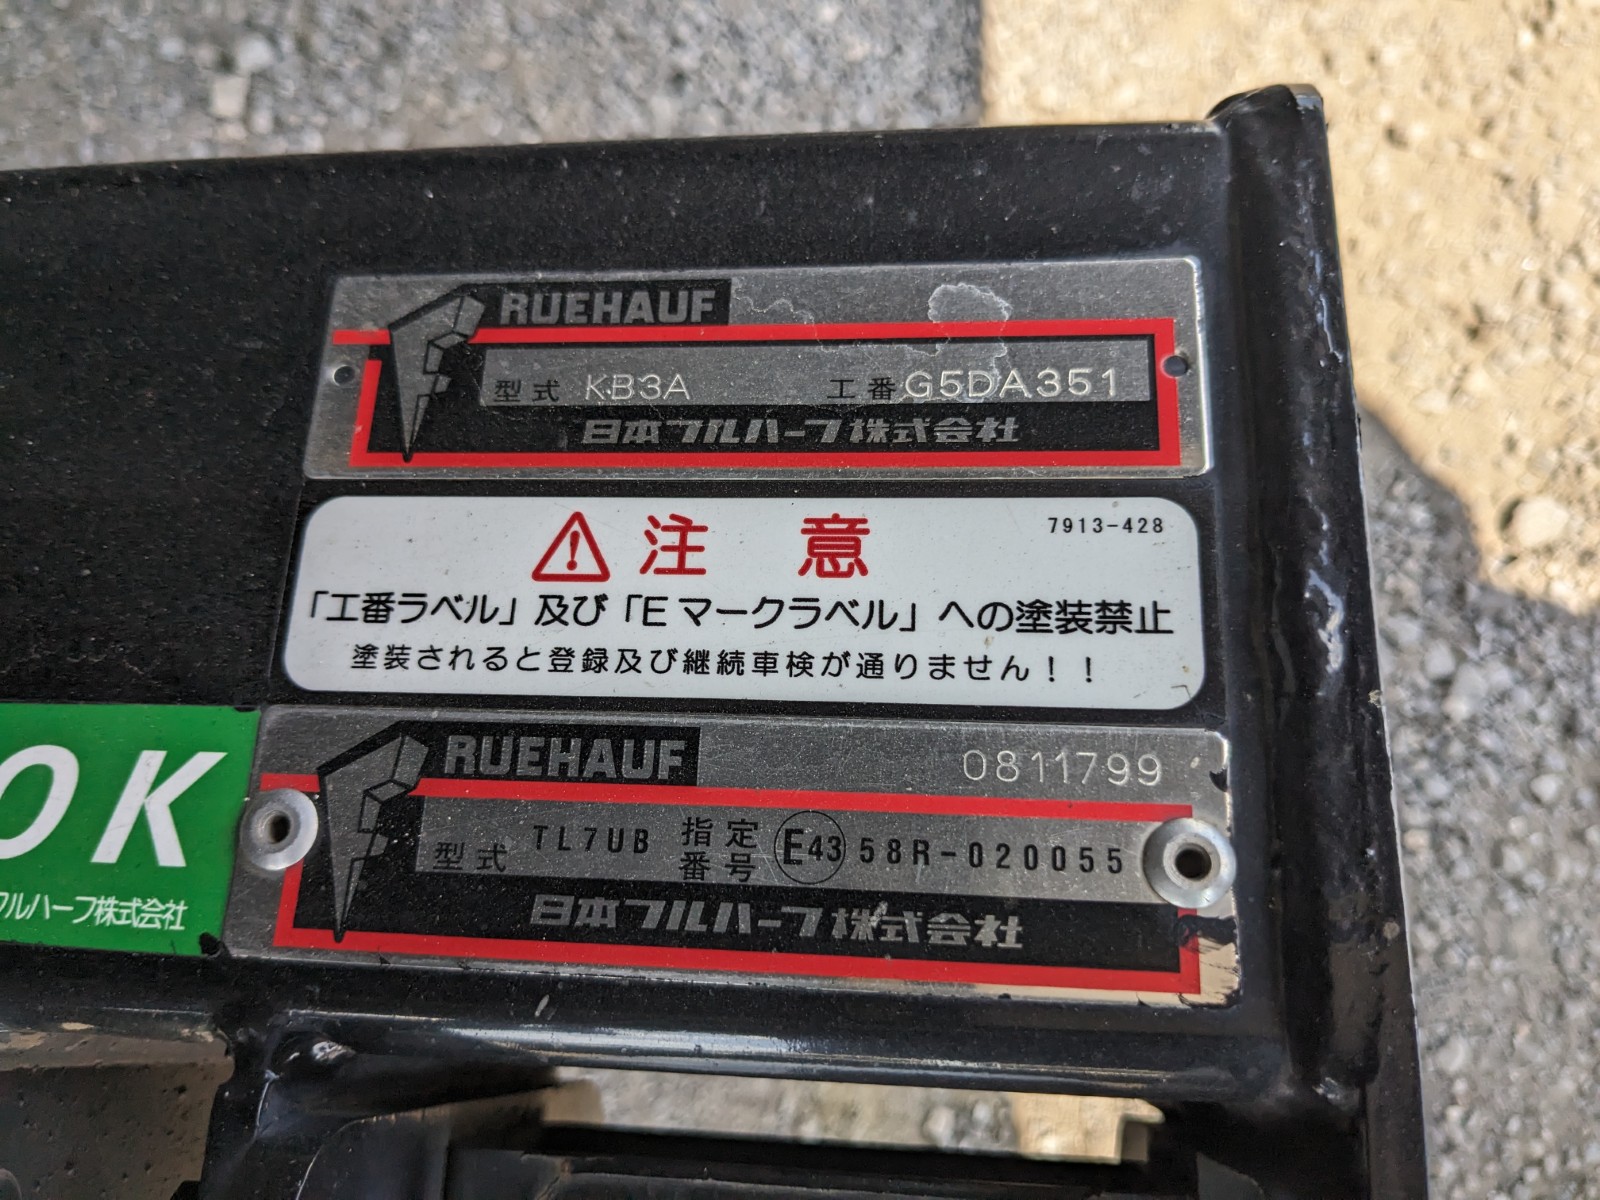 FRUEHAUF
型式 KB3A 工番 G5DA351
日本フルハーフ株式会社
注意 7913-428
「工番ラベル」及び「Eマークラベル」への塗装禁止
塗装されると登録及び継続車検が通りません！！
FRUEHAUF 0811799
型式 TL7UB 指定番号 E43 58R-020055
日本フルハーフ株式会社
OK
フルハーフ株式会社